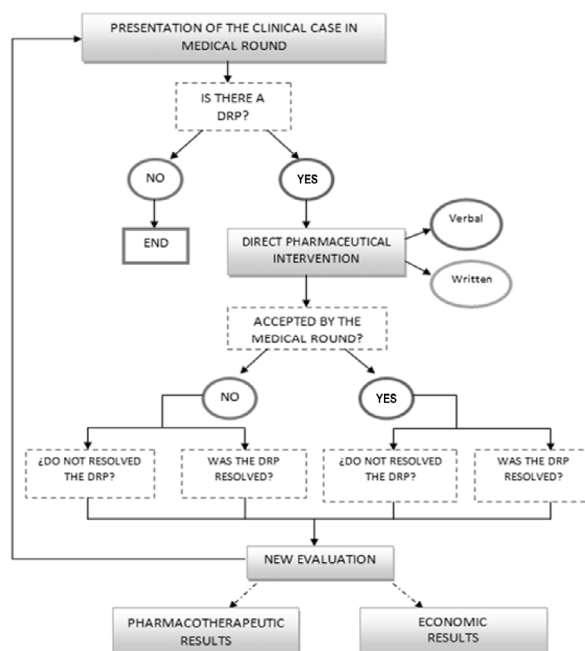 PRESENTATION OF THE CLINICAL CASE IN
MEDICAL ROUND
IS THERE A
DRP?
NO
YES
END
DIRECT PHARMACEUTICAL
INTERVENTION
Verbal
Written
ACCEPTED BY THE
MEDICAL ROUND?
NO
YES
¿DO NOT RESOLVED
THE DRP?
WAS THE DRP
RESOLVED?
¿DO NOT RESOLVED
THE DRP?
WAS THE DRP
RESOLVED?
NEW EVALUATION
PHARMACOTHERAPEUTIC
RESULTS
ECONOMIC
RESULTS